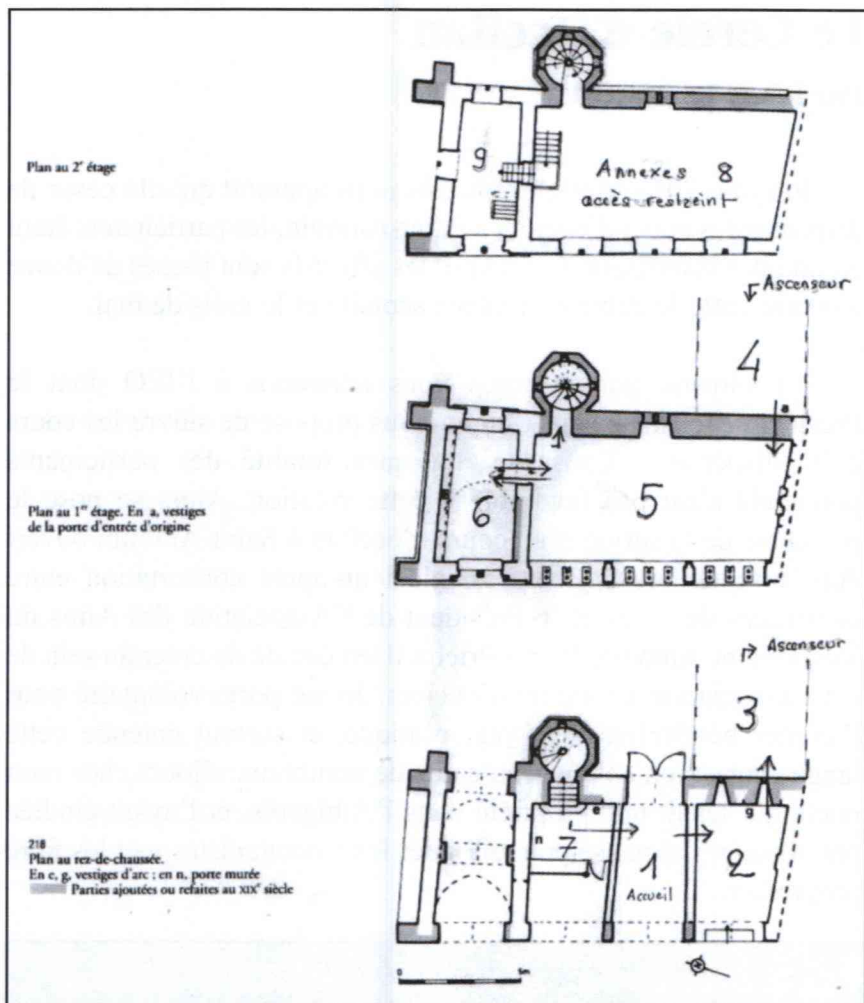 Plan au 2e étage
9
Annexes 8
accès restreint
Ascenseur
4
Plan au 1er étage. En a, vestiges
de la porte d'entrée d'origine
a
6
5
Ascenseur
3
218
Plan au rez-de-chaussée.
En e, g, vestiges d'arc ; en n, porte murée
Parties ajoutées ou refaites au XIXe siècle
e
g
n
7
1
Accueil
2
0
5m